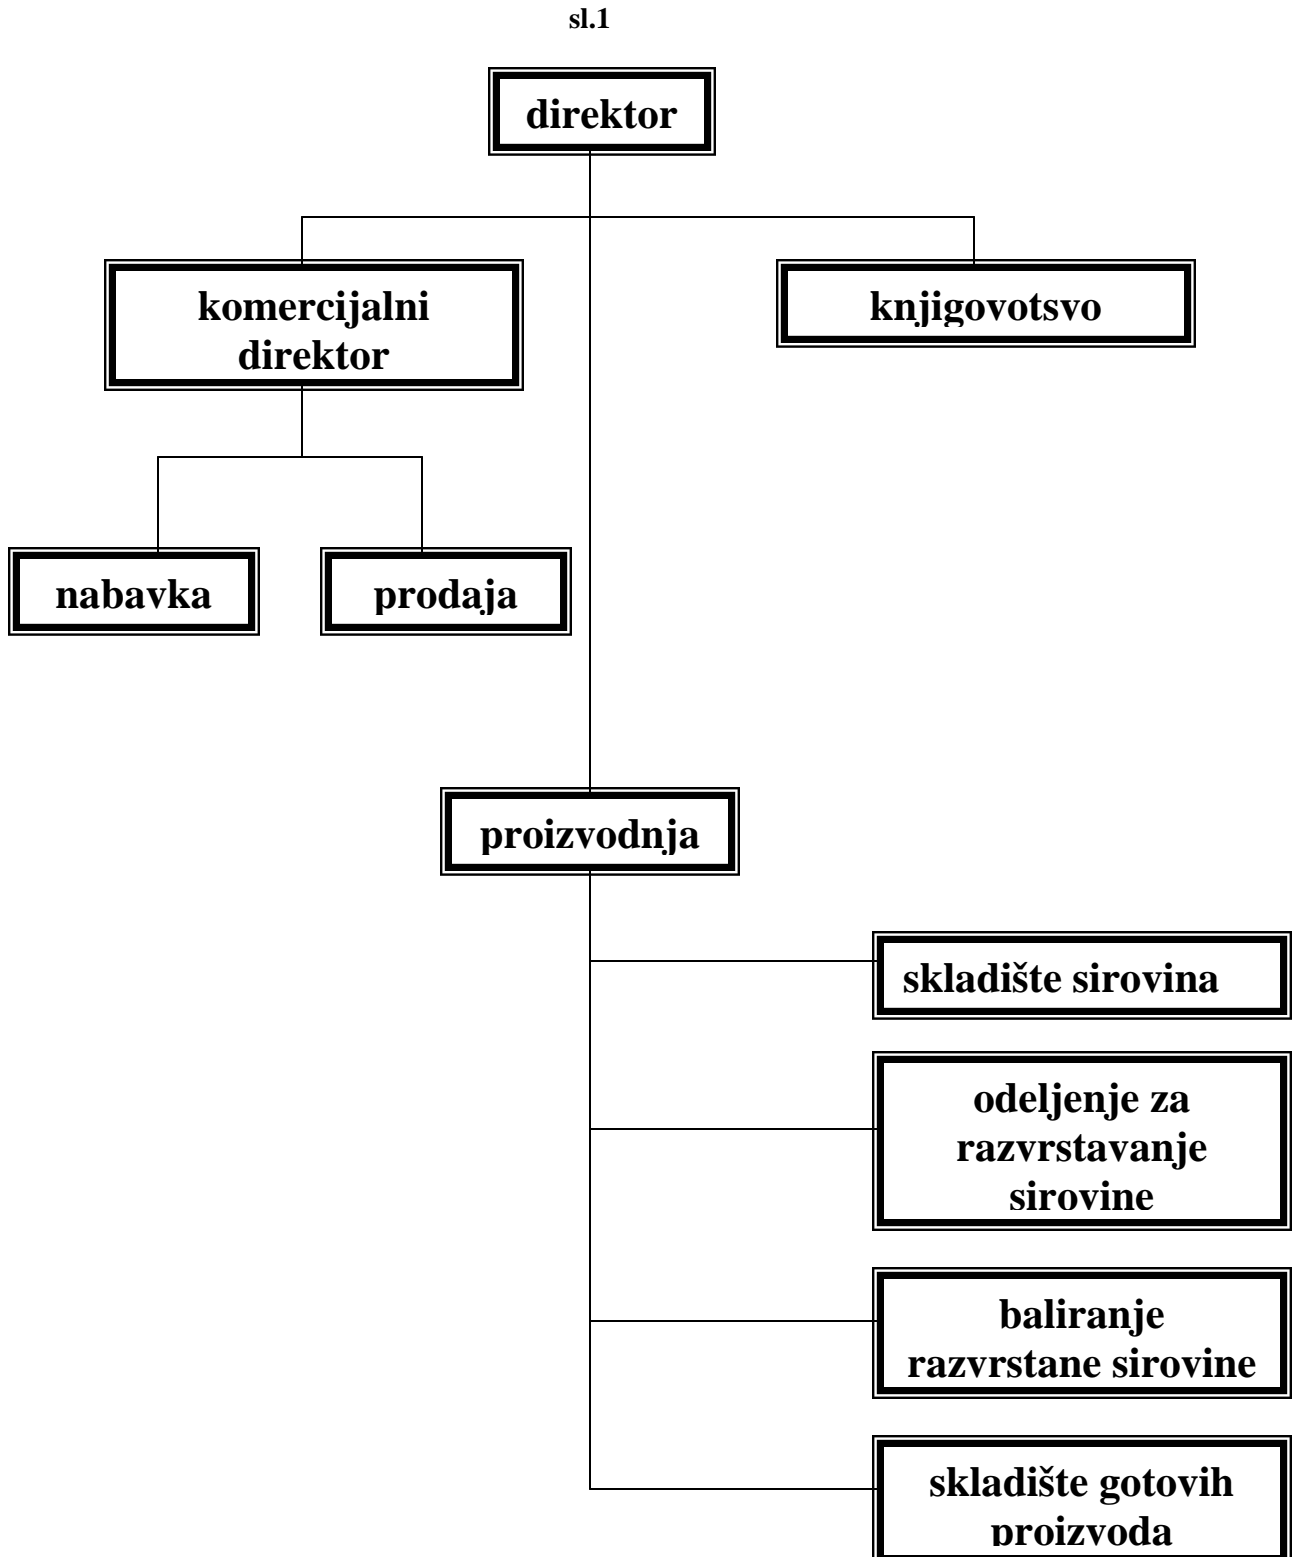 sl.1
direktor
komercijalni
direktor
knjigovotsvo
nabavka
prodaja
proizvodnja
skladište sirovina
odeljenje za
razvrstavanje
sirovine
baliranje
razvrstane sirovine
skladište gotovih
proizvoda